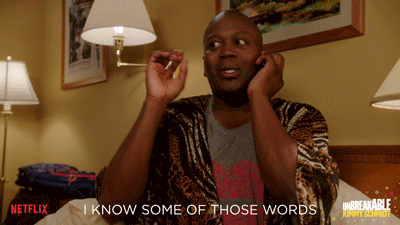 UNBREAKABLE
KIMMY SCHMIDT
NETFLIX
I KNOW SOME OF THOSE WORDS